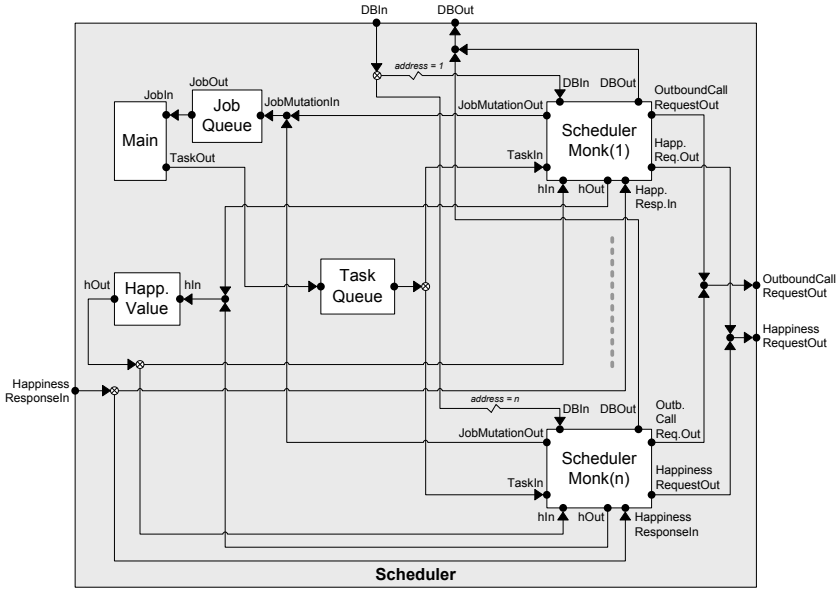 DBIn
DBOut
address = 1
DBIn
DBOut
OutboundCall
RequestOut
JobOut
JobIn
Job
Queue
JobMutationIn
JobMutationOut
Main
Scheduler
Monk(1)
Happ.
Req.Out
TaskOut
TaskIn
hIn
hOut
Happ.
Resp.In
hOut
Happ.
Value
hIn
Task
Queue
OutboundCall
RequestOut
Happiness
RequestOut
Happiness
ResponseIn
address = n
DBIn
DBOut
Outb.
Call
Req.Out
JobMutationOut
Scheduler
Monk(n)
Happiness
RequestOut
TaskIn
hIn
hOut
Happiness
ResponseIn
Scheduler